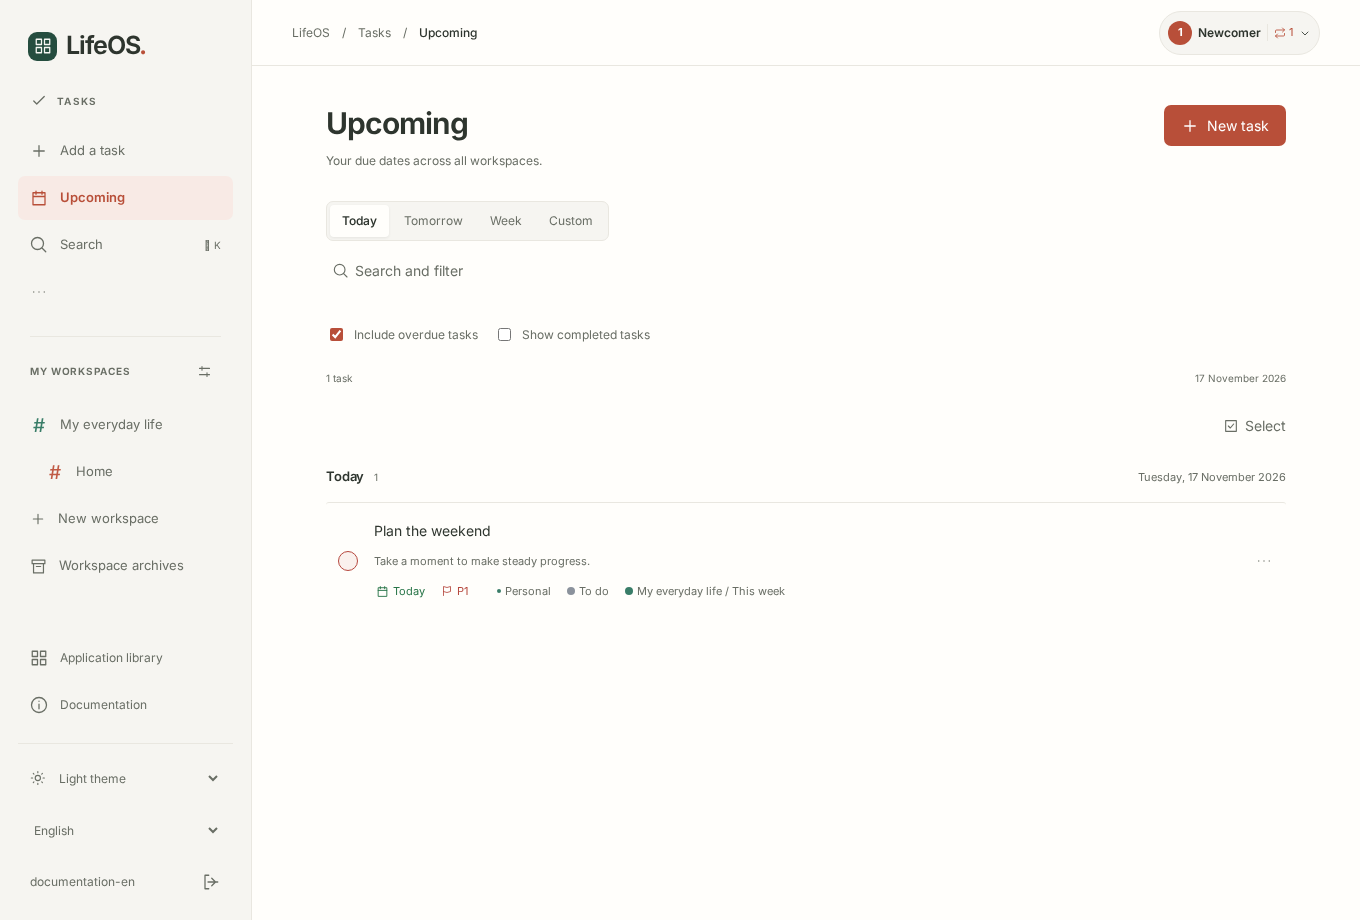 LifeOS.
TASKS
Add a task
Upcoming
Search K
...
MY WORKSPACES
# My everyday life
# Home
New workspace
Workspace archives
Application library
Documentation
Light theme
English
documentation-en
LifeOS / Tasks / Upcoming
1 Newcomer 1
Upcoming
New task
Your due dates across all workspaces.
Today Tomorrow Week Custom
Search and filter
Include overdue tasks Show completed tasks
1 task 17 November 2026
Select
Today 1 Tuesday, 17 November 2026
Plan the weekend
Take a moment to make steady progress.
...
Today P1 Personal To do My everyday life / This week